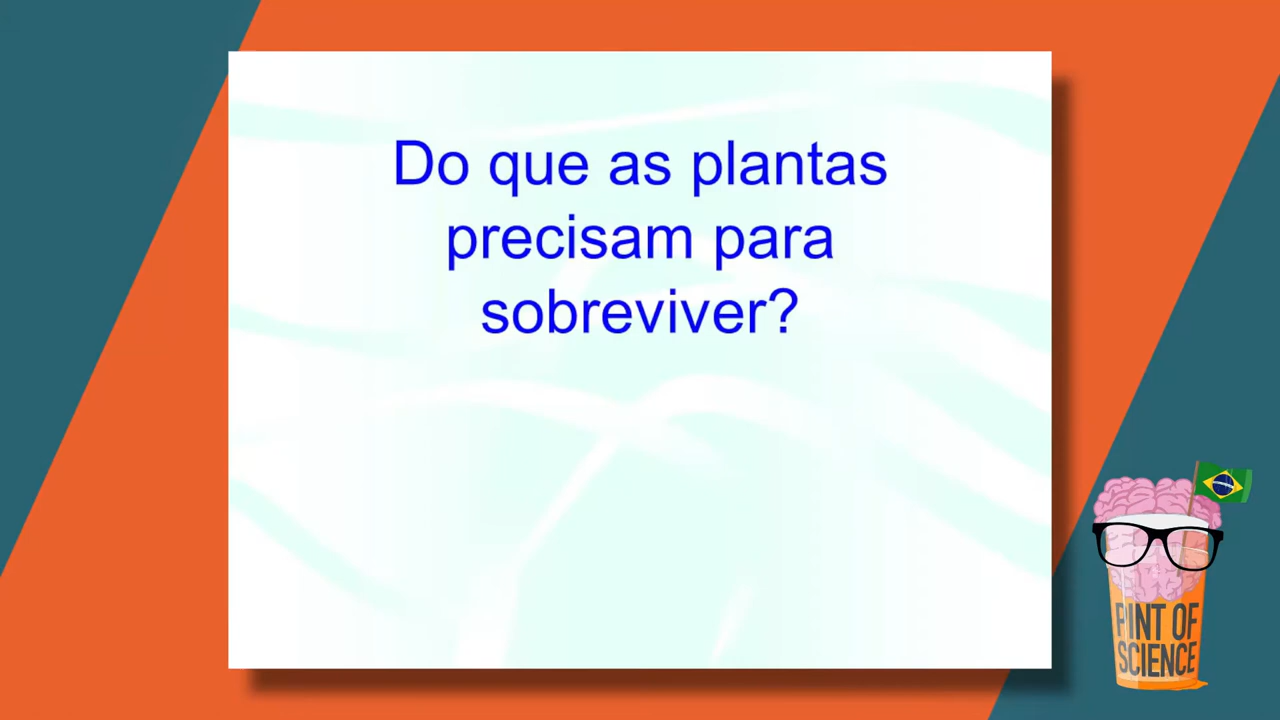 Do que as plantas
precisam para
sobreviver?
PINT OF
SCIENCE